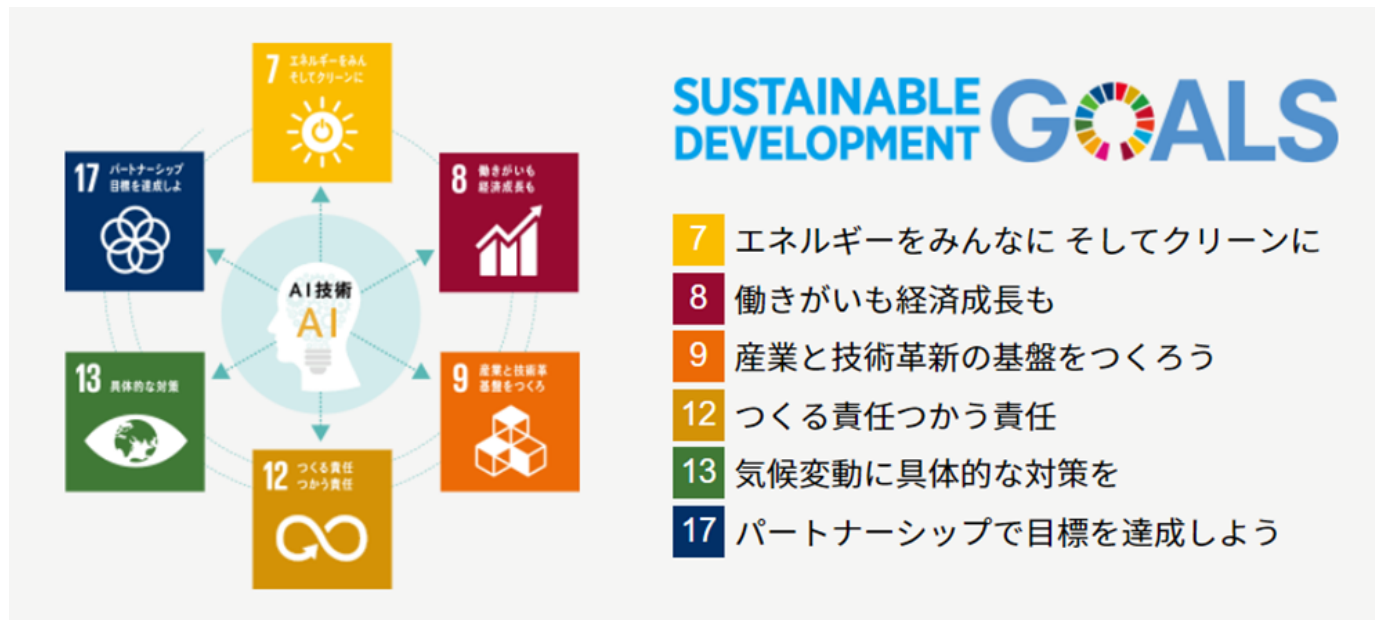 7 エネルギーをみん
そしてクリーンに
17 パートナーシップ
目標を達成しよ
8 働きがいも
経済成長も
AI技術
AI
13 具体的な対策
9 産業と技術革
基盤をつくろ
12 つくる責任
つかう責任
SUSTAINABLE
DEVELOPMENT
GOALS
7 エネルギーをみんなに そしてクリーンに
8 働きがいも経済成長も
9 産業と技術革新の基盤をつくろう
12 つくる責任つかう責任
13 気候変動に具体的な対策を
17 パートナーシップで目標を達成しよう